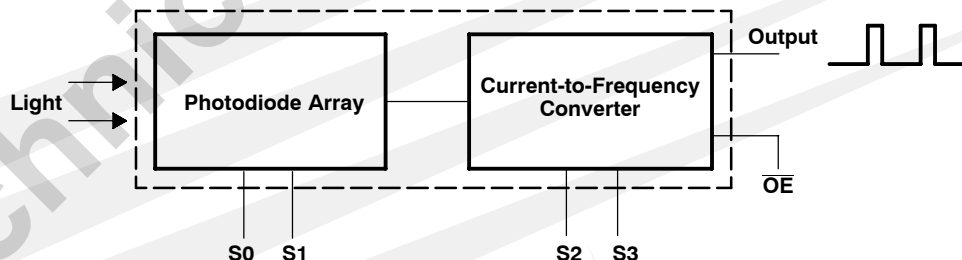 Output
Light
Photodiode Array
Current-to-Frequency
Converter
OE
S0 S1
S2 S3